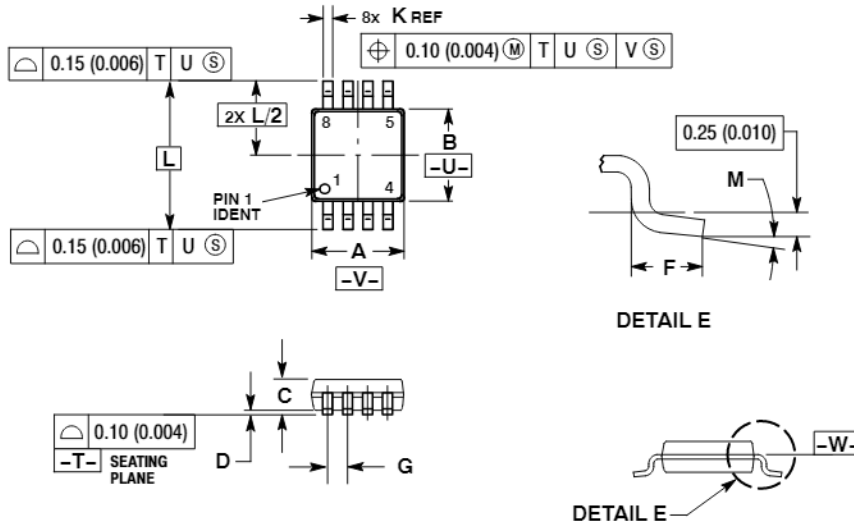 8x K REF
⌖ 0.10 (0.004) Ⓜ T U Ⓢ V Ⓢ
⌓ 0.15 (0.006) T U Ⓢ
2X L/2
L
8 5
B
-U-
PIN 1
IDENT
1 4
⌓ 0.15 (0.006) T U Ⓢ
A
-V-
0.25 (0.010)
M
F
DETAIL E
C
⌓ 0.10 (0.004)
-T- SEATING
PLANE
D
G
-W-
DETAIL E